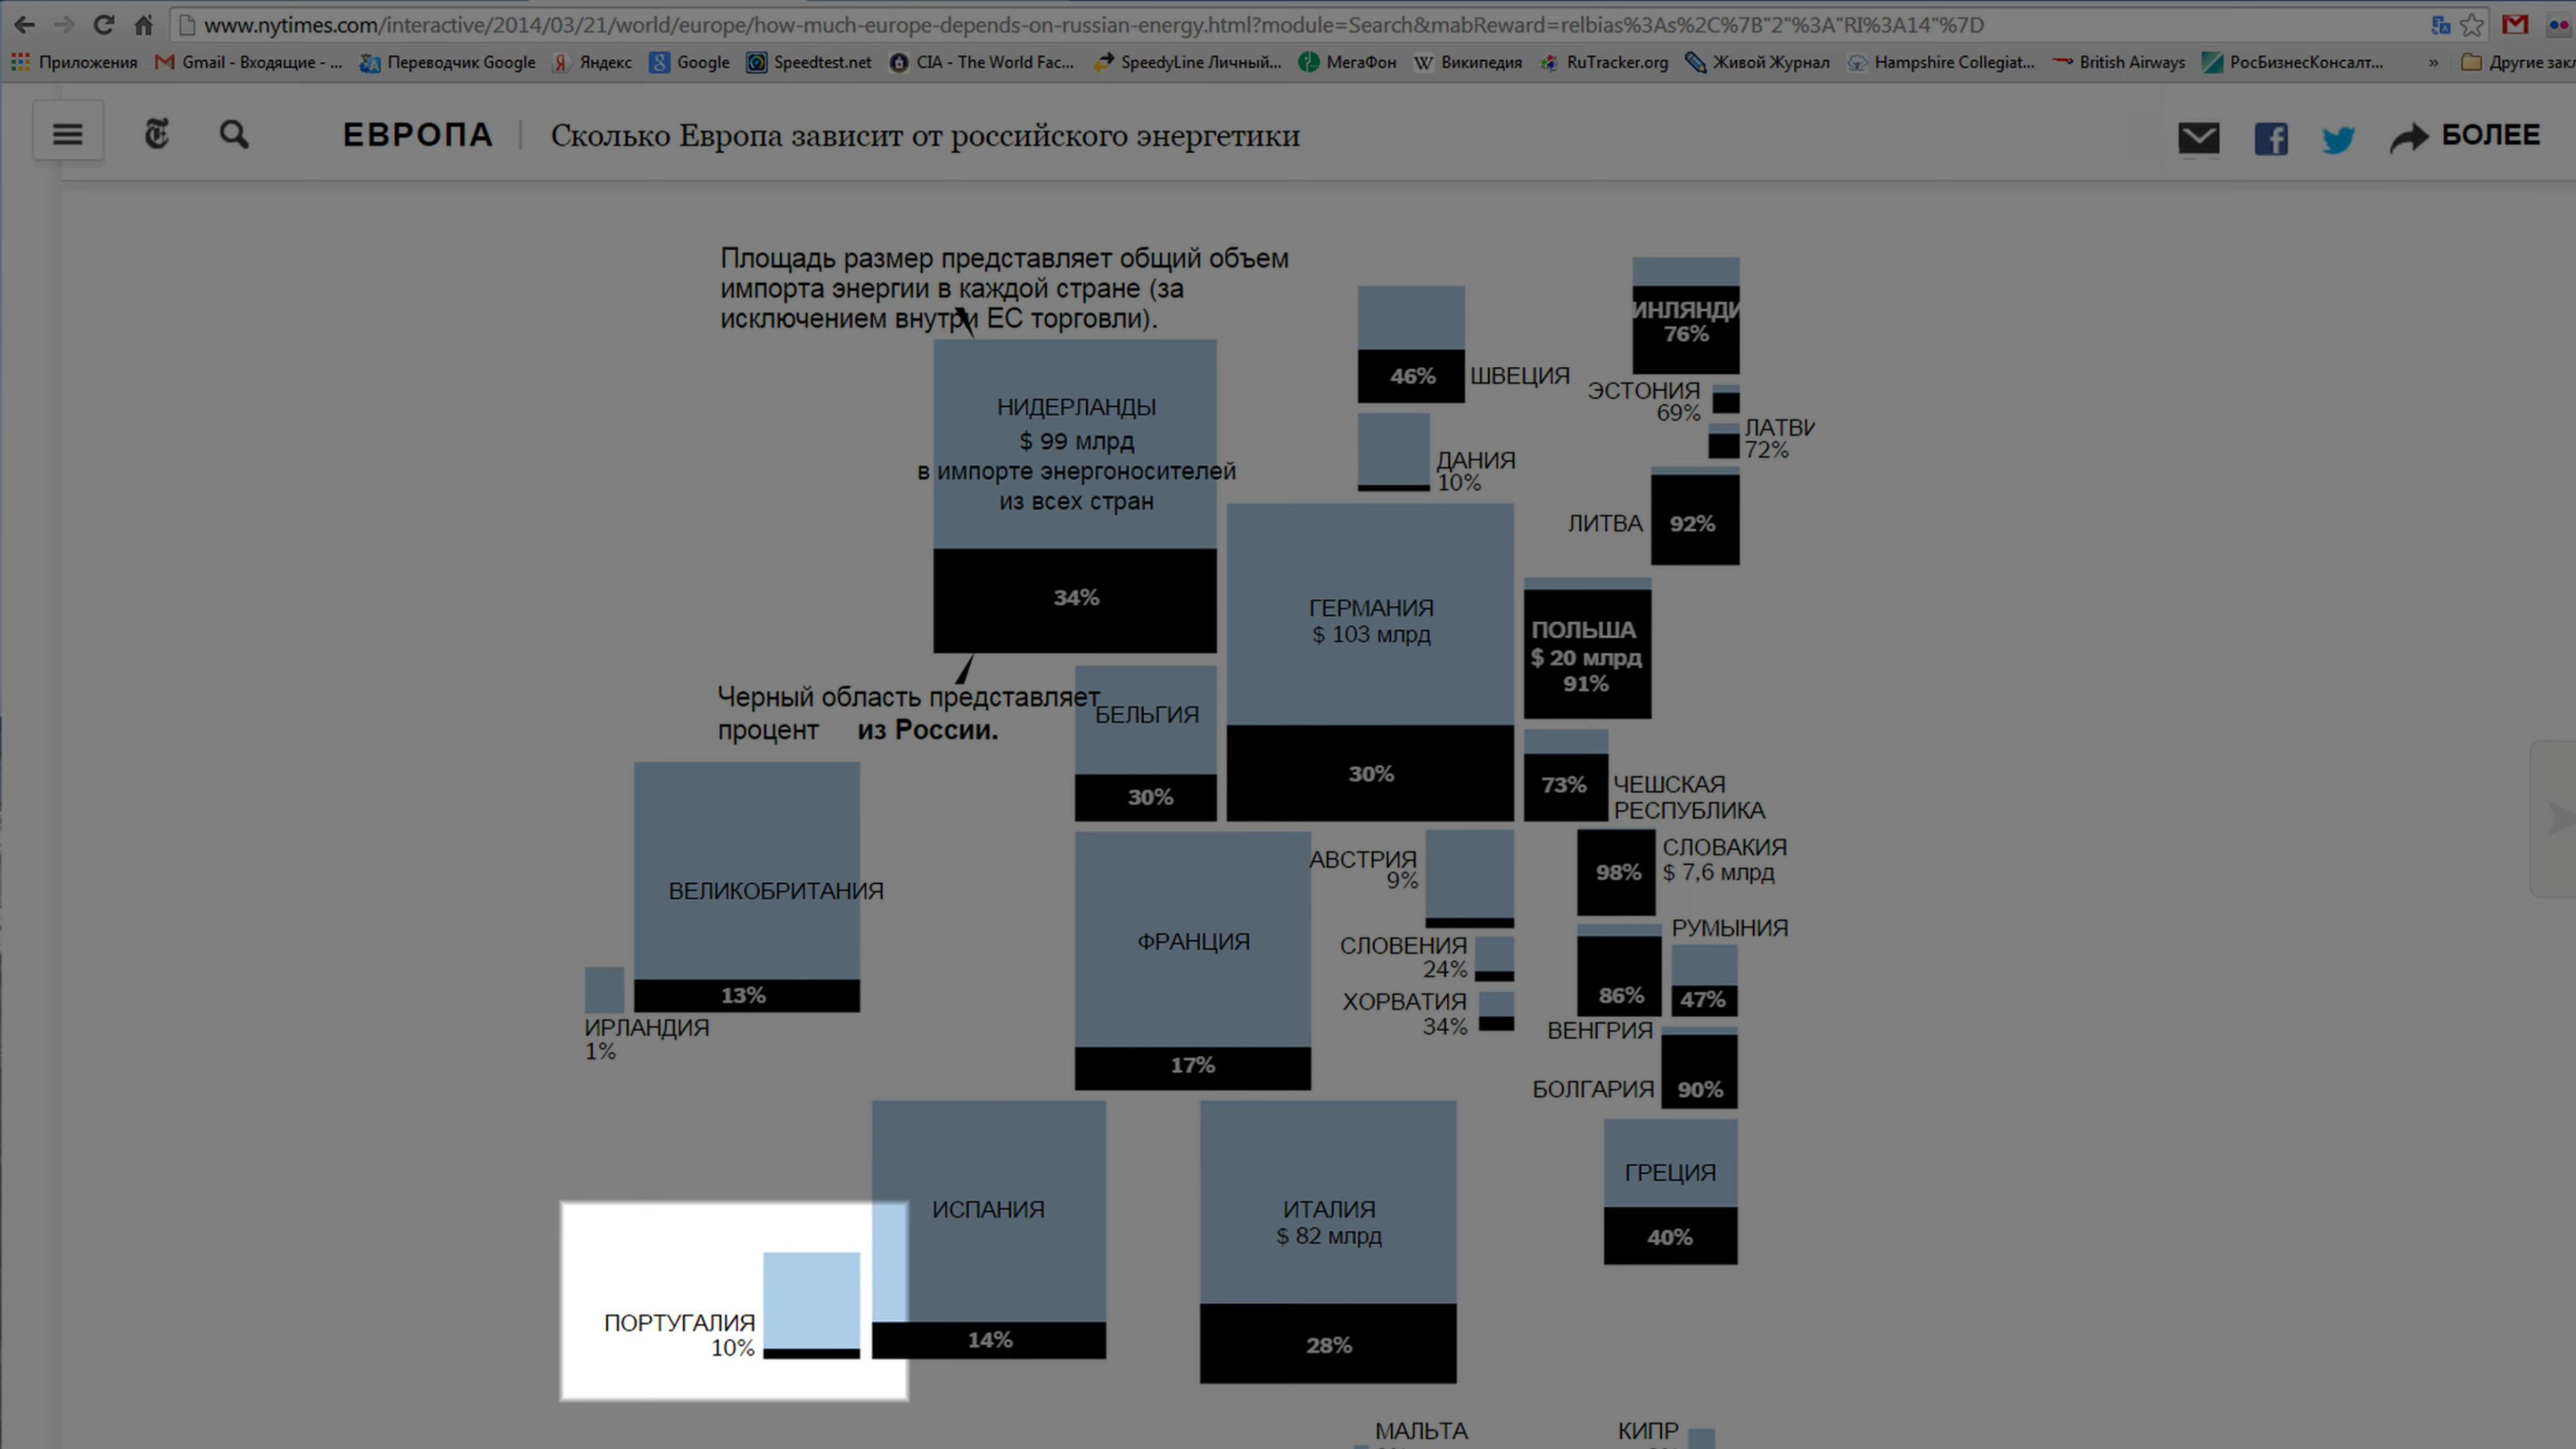 www.nytimes.com/interactive/2014/03/21/world/europe/how-much-europe-depends-on-russian-energy.html?module=Search&mabReward=relbias%3As%2C%7B"2"%3A"RI%3A14"%7D
Приложения Gmail - Входящие - ... Переводчик Google Яндекс Google Speedtest.net CIA - The World Fac... SpeedyLine Личный... МегаФон Википедия RuTracker.org Живой Журнал Hampshire Collegiat... British Airways РосБизнесКонсалт... » Другие закл
ЕВРОПА | Сколько Европа зависит от российского энергетики БОЛЕЕ
Площадь размер представляет общий объем
импорта энергии в каждой стране (за
исключением внутри ЕС торговли).
ИНЛЯНДИ
76%
46% ШВЕЦИЯ
ЭСТОНИЯ
69%
ЛАТВИ
72%
НИДЕРЛАНДЫ
$ 99 млрд
в импорте энергоносителей
из всех стран
34%
ДАНИЯ
10%
ЛИТВА 92%
ГЕРМАНИЯ
$ 103 млрд
30%
ПОЛЬША
$ 20 млрд
91%
Черный область представляет
процент из России.
БЕЛЬГИЯ
30%
73% ЧЕШСКАЯ
РЕСПУБЛИКА
ВЕЛИКОБРИТАНИЯ
13%
ФРАНЦИЯ
17%
АВСТРИЯ
9%
98% СЛОВАКИЯ
$ 7,6 млрд
СЛОВЕНИЯ
24%
РУМЫНИЯ
47%
86%
ВЕНГРИЯ
ХОРВАТИЯ
34%
ИРЛАНДИЯ
1%
БОЛГАРИЯ 90%
ИСПАНИЯ
14%
ИТАЛИЯ
$ 82 млрд
28%
ГРЕЦИЯ
40%
ПОРТУГАЛИЯ
10%
МАЛЬТА
КИПР